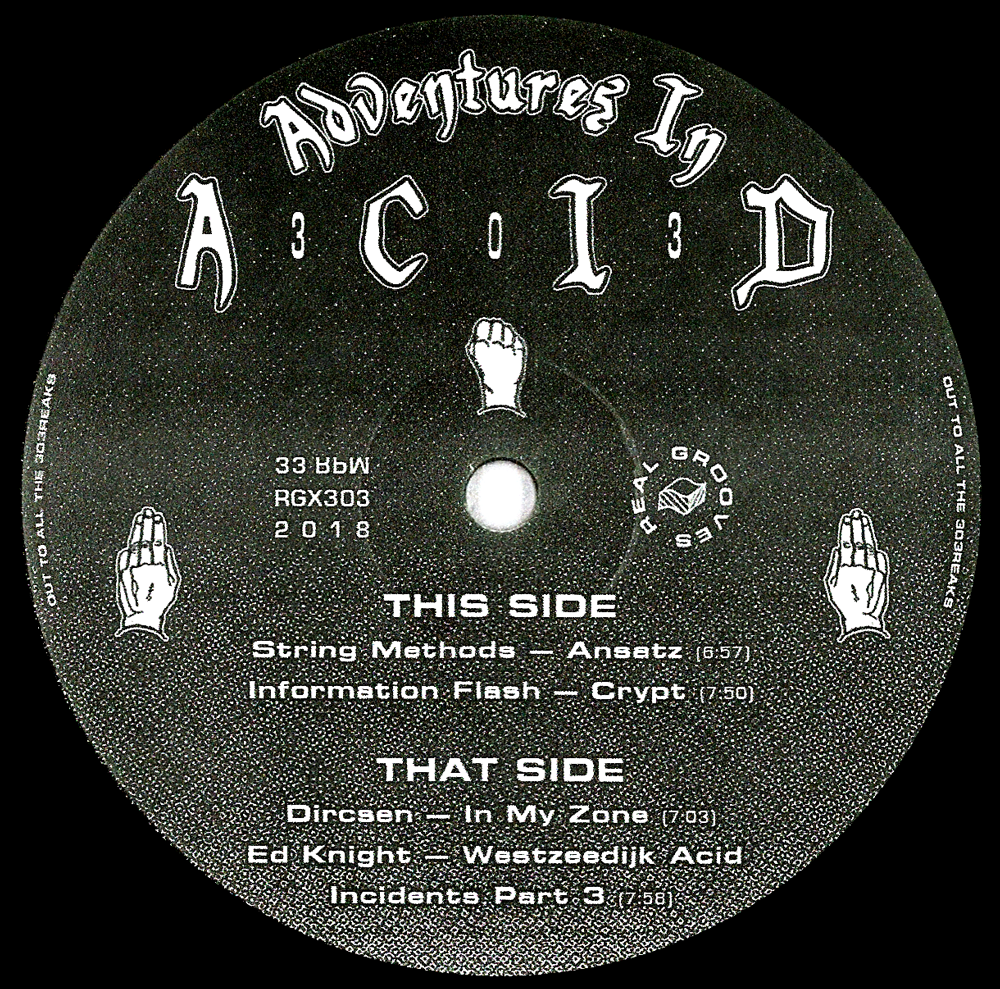 Adventures In
A 3 C 0 I 3 D
OUT TO ALL THE 303REAKS
OUT TO ALL THE 303REAKS
33 RPM
RGX303
2018
REAL GROOVES
THIS SIDE
String Methods — Ansatz (6:57)
Information Flash — Crypt (7:50)
THAT SIDE
Dircsen — In My Zone (7:03)
Ed Knight — Westzeedijk Acid
Incidents Part 3 (7:58)